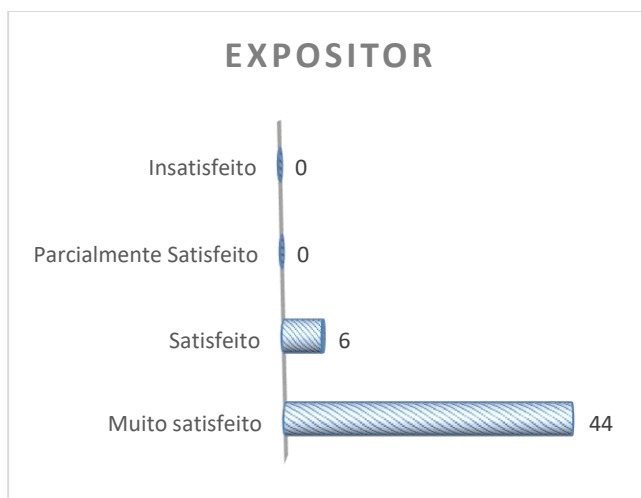 EXPOSITOR
Insatisfeito 0
Parcialmente Satisfeito 0
Satisfeito 6
Muito satisfeito 44